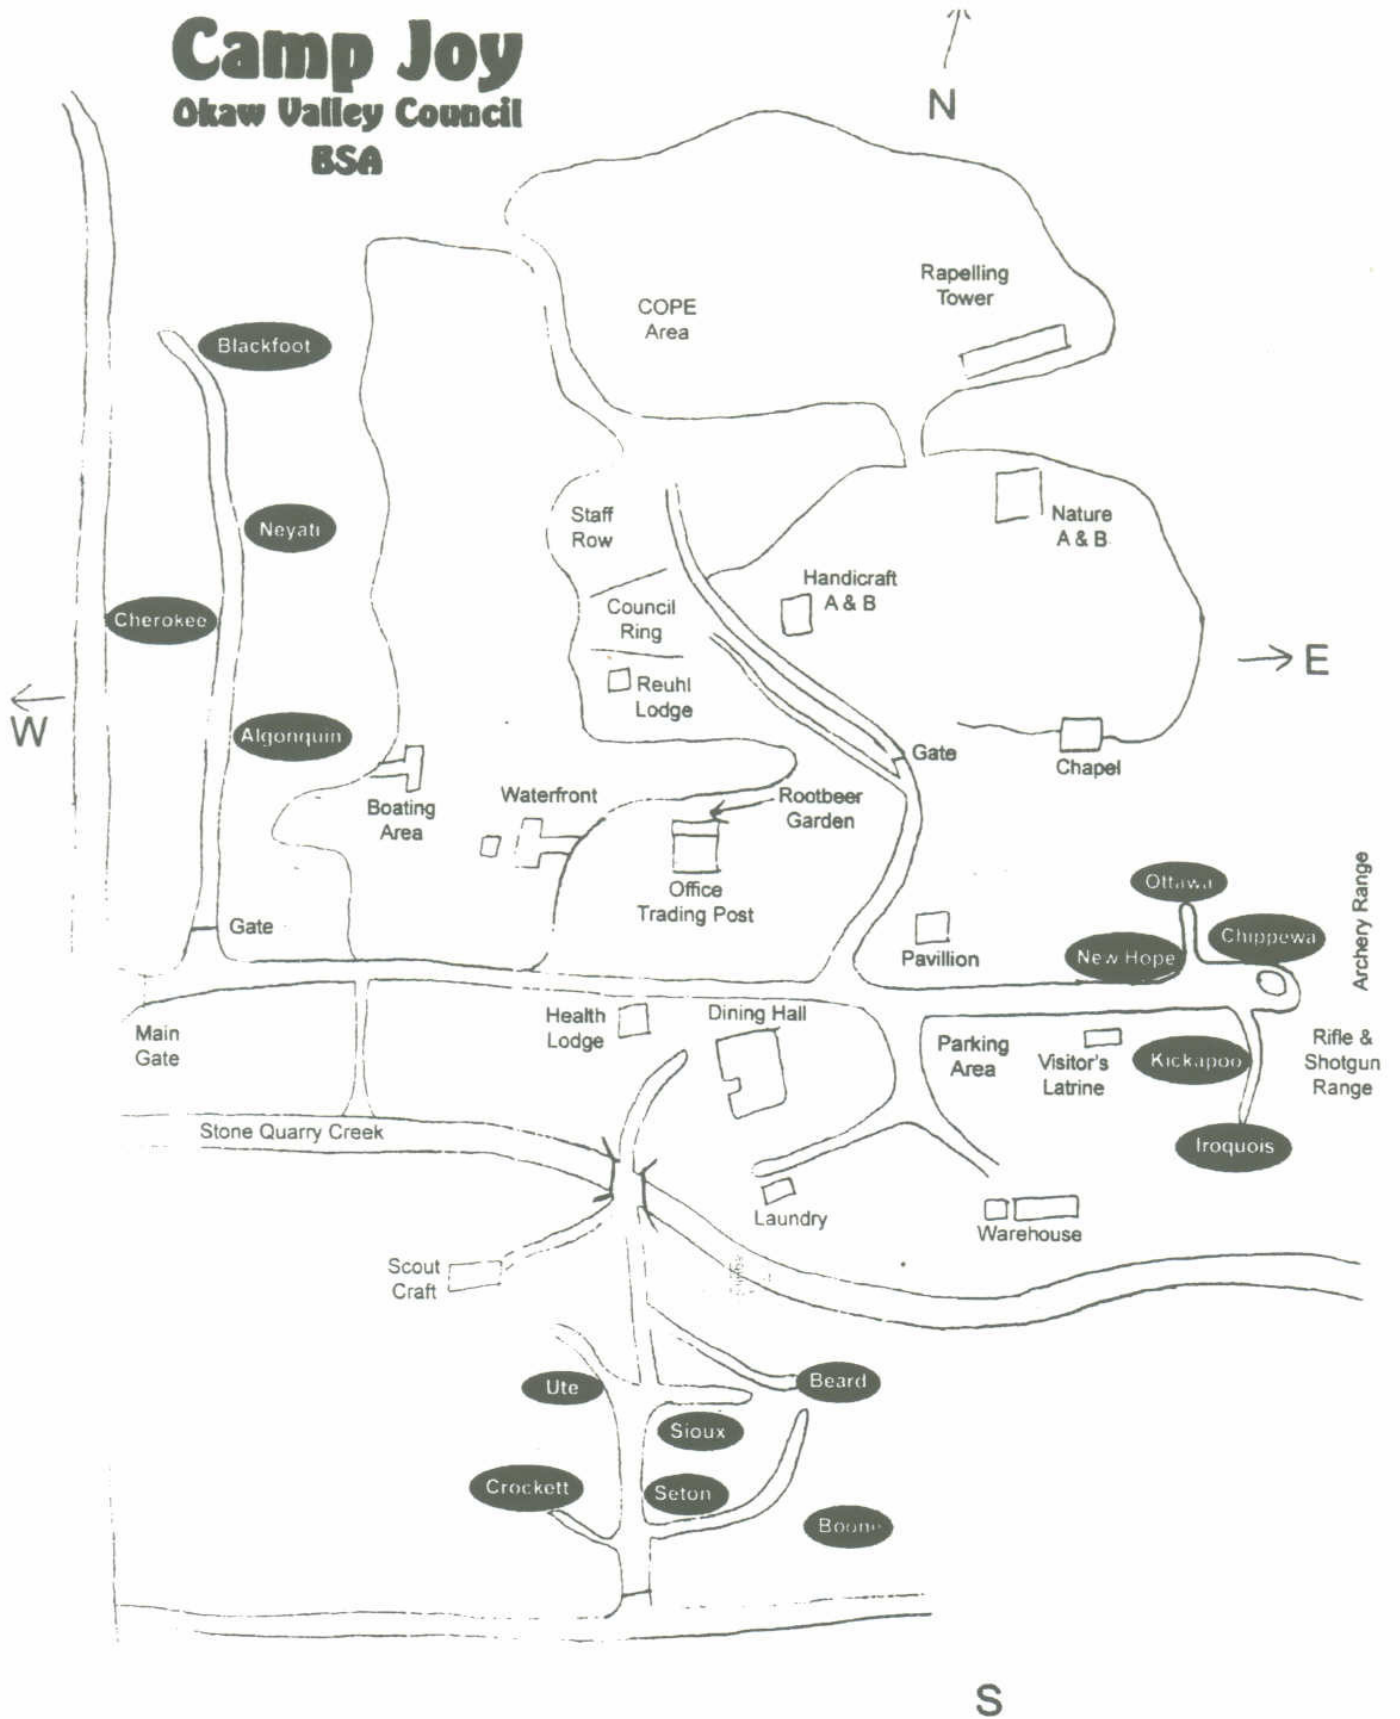 Camp Joy
Okaw Valley Council
BSA
N
Rapelling
Tower
COPE
Area
Blackfoot
Neyati
Staff
Row
Nature
A & B
Cherokee
Council
Ring
Handicraft
A & B
E
W
Reuhl
Lodge
Algonquin
Gate
Chapel
Boating
Area
Waterfront
Rootbeer
Garden
Office
Trading Post
Ottawa
Archery Range
Gate
Pavillion
New Hope
Chippewa
Main
Gate
Health
Lodge
Dining Hall
Parking
Area
Visitor's
Latrine
Kickapoo
Rifle &
Shotgun
Range
Stone Quarry Creek
Iroquois
Laundry
Warehouse
Scout
Craft
Ute
Beard
Sioux
Crockett
Seton
Boone
S